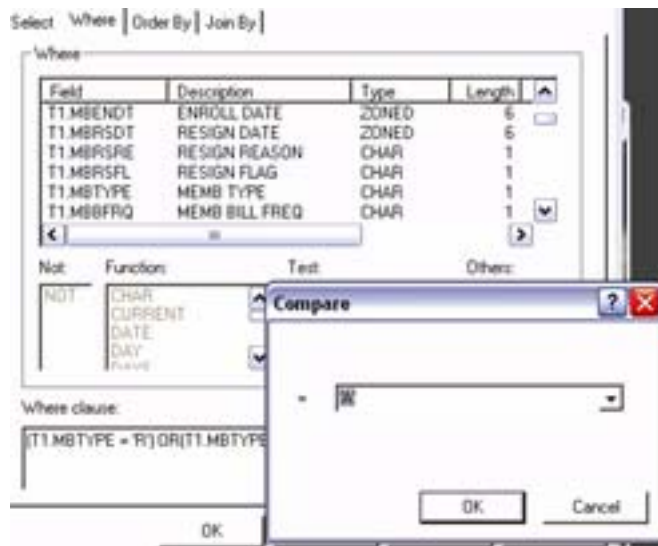 Select Where Order By Join By
Where
Field Description Type Length
T1.MBENDT ENROLL DATE ZONED 6
T1.MBRSDT RESIGN DATE ZONED 6
T1.MBRSRE RESIGN REASON CHAR 1
T1.MBRSFL RESIGN FLAG CHAR 1
T1.MBTYPE MEMB TYPE CHAR 1
T1.MBBFRQ MEMB BILL FREQ CHAR 1
Not: Function: Test: Others:
NOT CHAR
CURRENT
DATE
DAY
DAYS
Compare
=
Where clause:
(T1.MBTYPE = 'R') OR(T1.MBTYPE
OK Cancel
OK